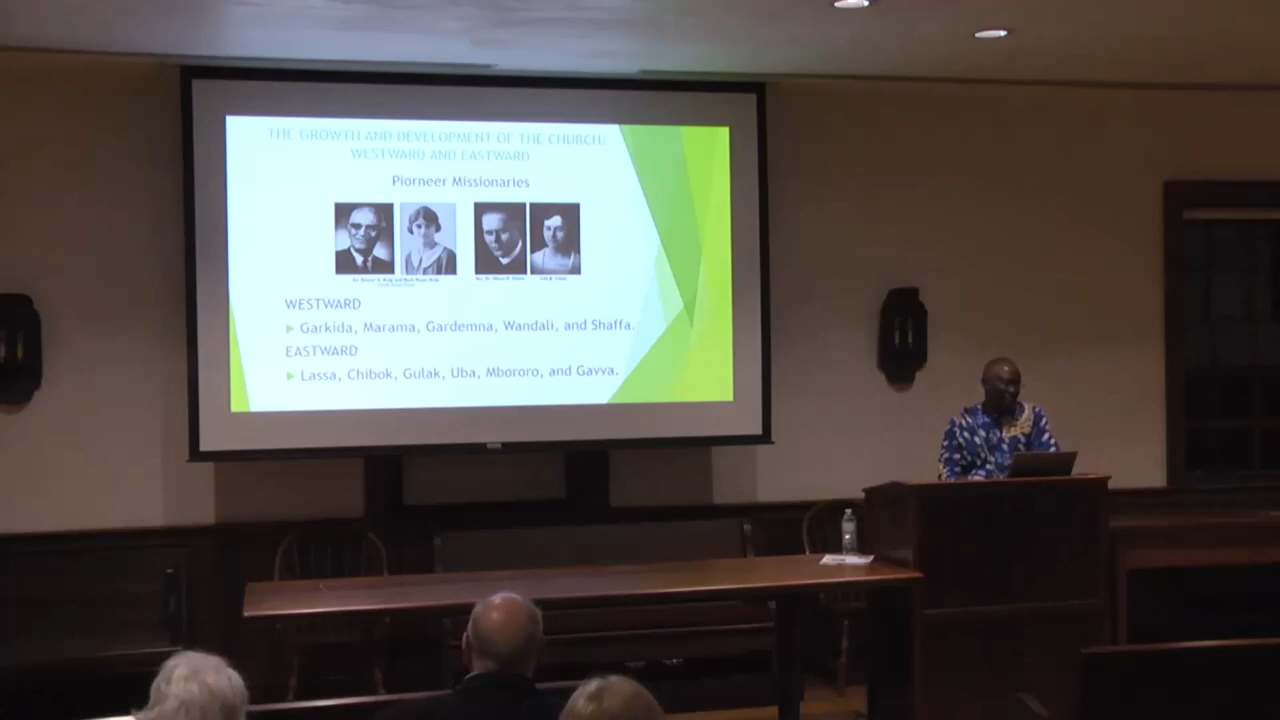 THE GROWTH AND DEVELOPMENT OF THE CHURCH:
WESTWARD AND EASTWARD
Piorneer Missionaries
WESTWARD
Garkida, Marama, Gardemna, Wandali, and Shaffa.
EASTWARD
Lassa, Chibok, Gulak, Uba, Mbororo, and Gavva.